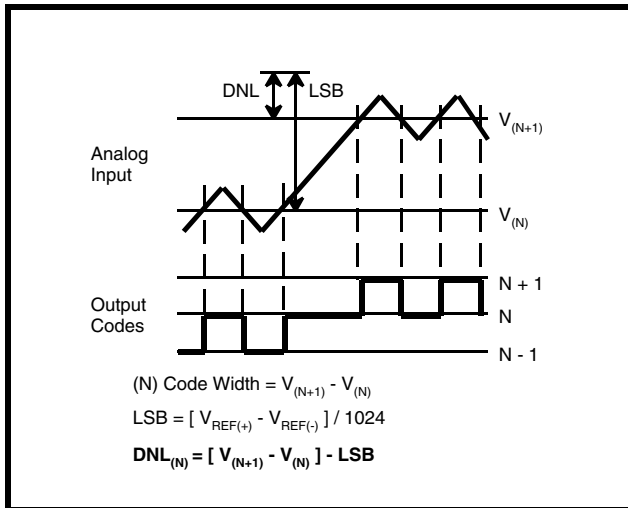 DNL LSB
V(N+1)
Analog
Input
V(N)
N + 1
Output
Codes
N
N - 1
(N) Code Width = V(N+1) - V(N)
LSB = [ VREF(+) - VREF(-) ] / 1024
DNL(N) = [ V(N+1) - V(N) ] - LSB